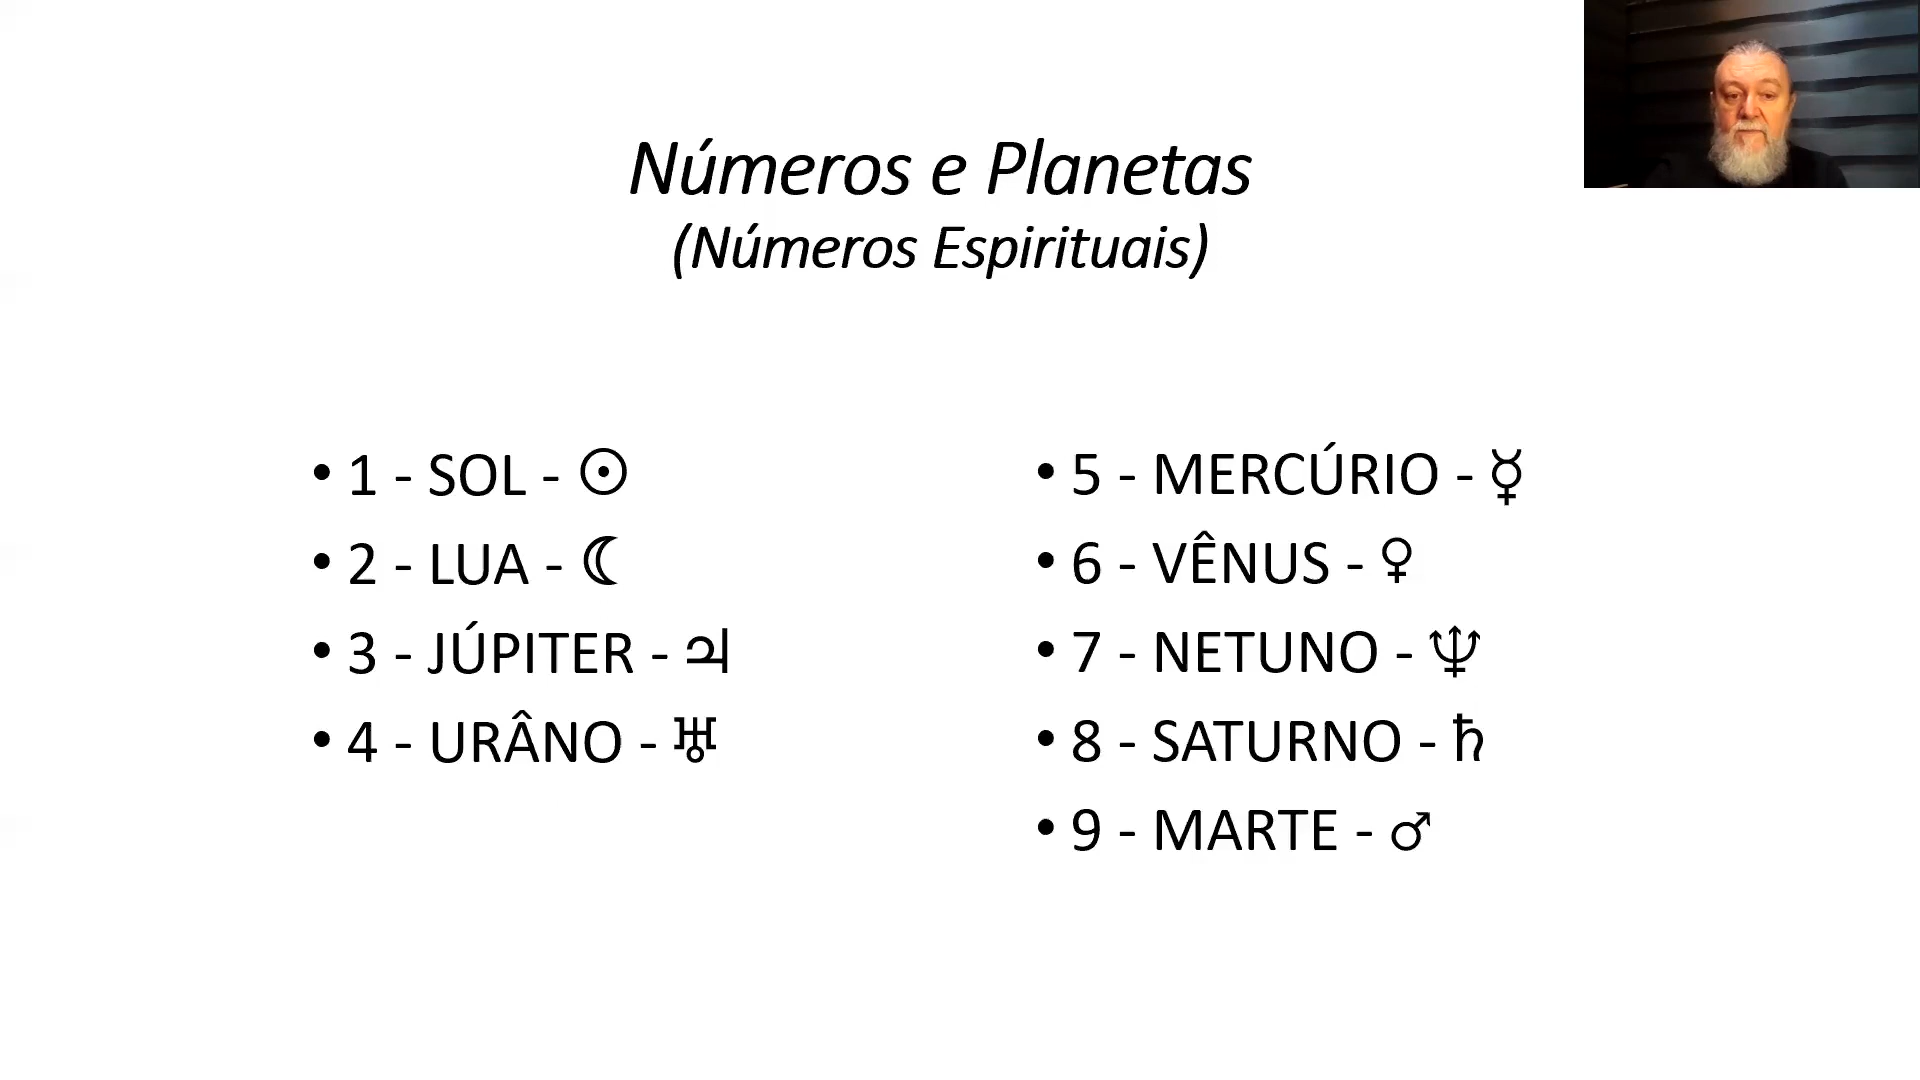 Números e Planetas
(Números Espirituais)
• 1 - SOL - ☉
• 2 - LUA - ☾
• 3 - JÚPITER - ♃
• 4 - URÂNO - ♅
• 5 - MERCÚRIO - ☿
• 6 - VÊNUS - ♀
• 7 - NETUNO - ♆
• 8 - SATURNO - ♄
• 9 - MARTE - ♂